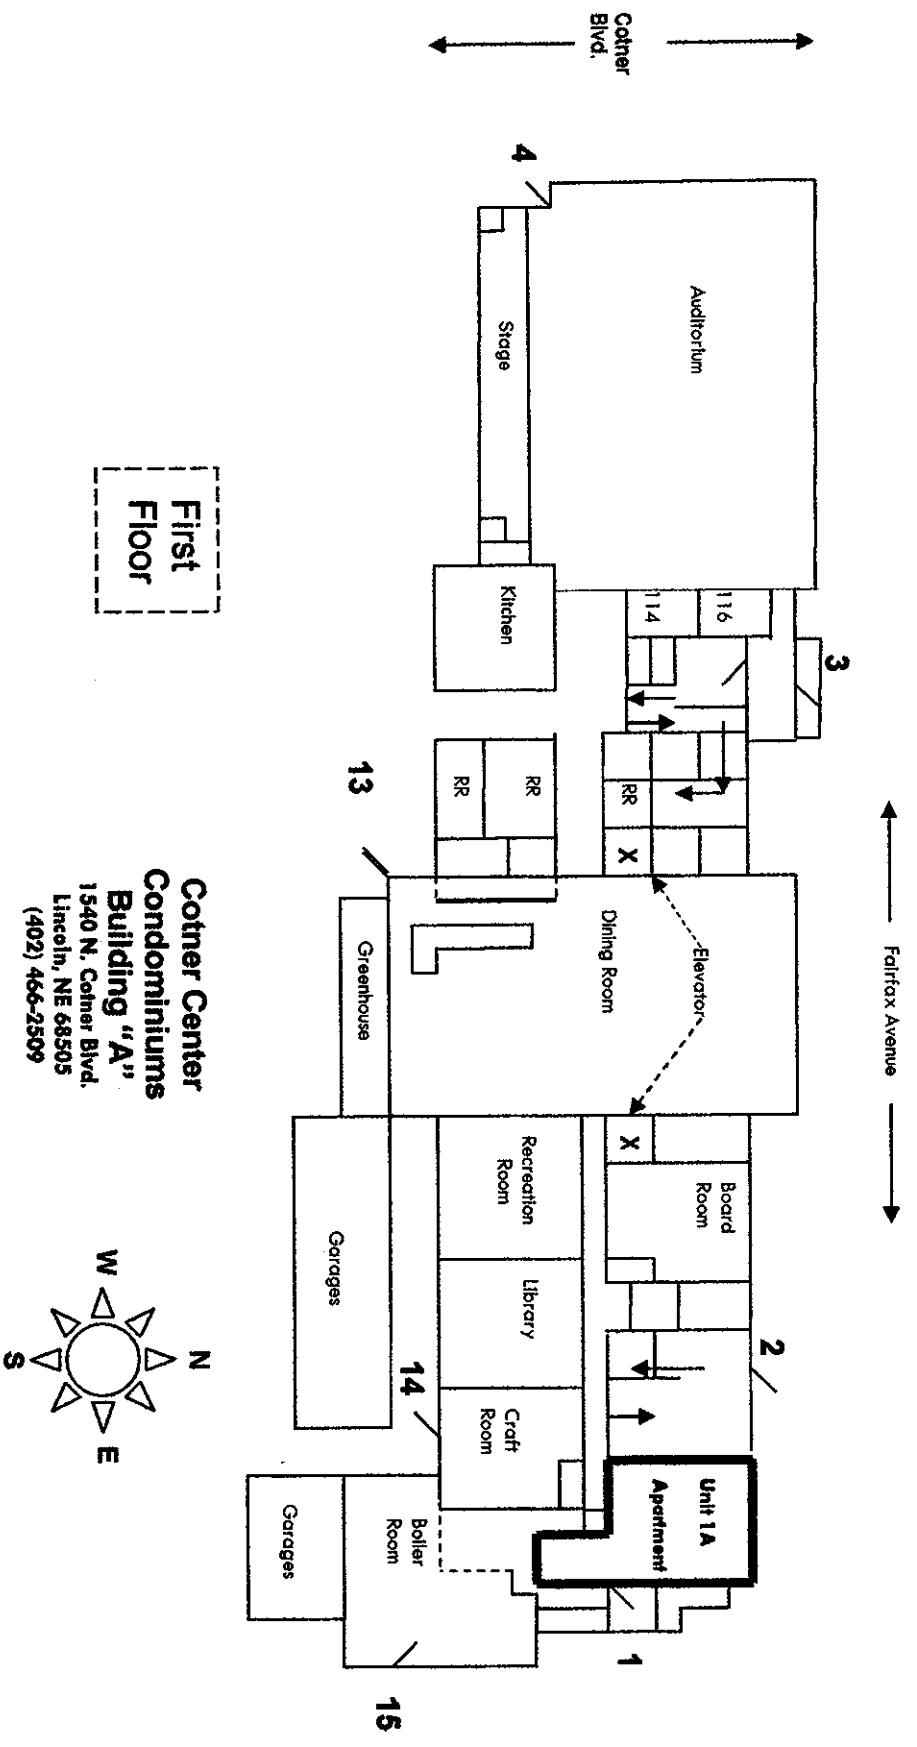 Fairfax Avenue
Cotner
Blvd.
3
2
4
Auditorium
116
114
Stage
Kitchen
RR
RR
RR
X
Elevator
Dining Room
X
Board
Room
Unit 1A
Apartment
1
Recreation
Room
Library
Craft
Room
13
Greenhouse
Garages
14
Boiler
Room
Garages
15
First
Floor
Cotner Center
Condominiums
Building "A"
1540 N. Cotner Blvd.
Lincoln, NE 68505
(402) 466-2509
N
W
E
S